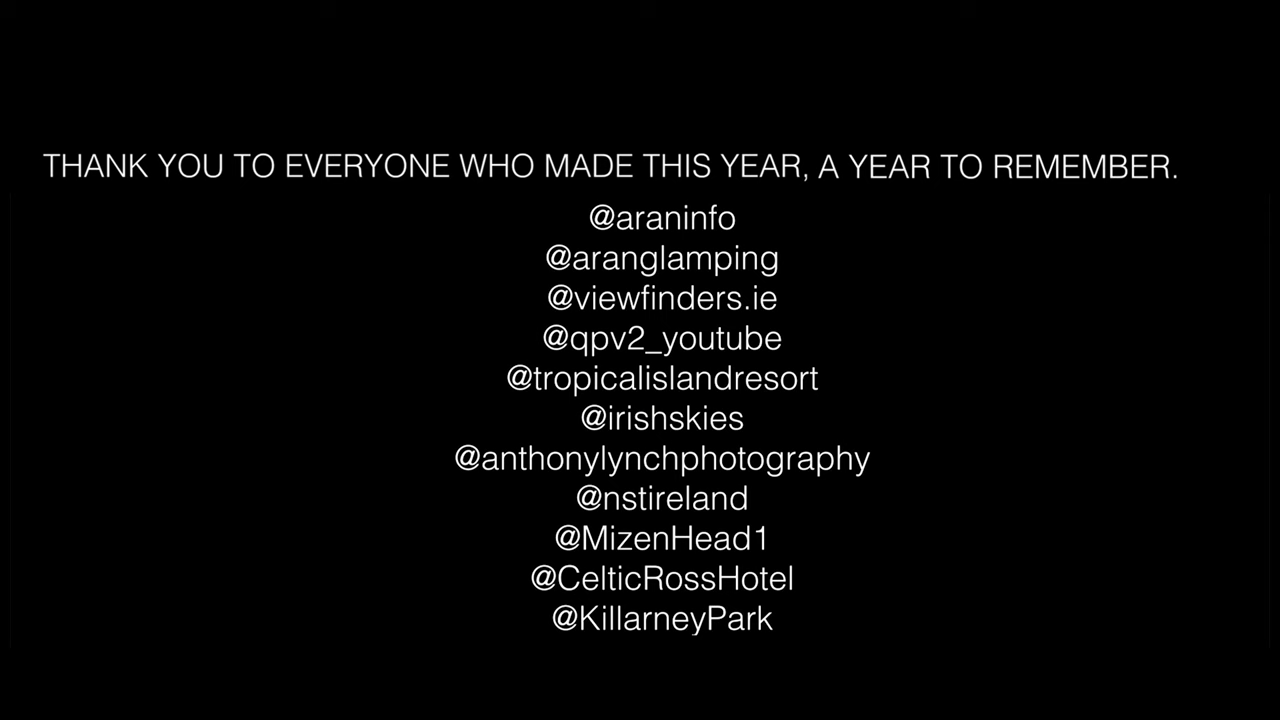 THANK YOU TO EVERYONE WHO MADE THIS YEAR, A YEAR TO REMEMBER.
@araninfo
@aranglamping
@viewfinders.ie
@qpv2_youtube
@tropicalislandresort
@irishskies
@anthonylynchphotography
@nstireland
@MizenHead1
@CelticRossHotel
@KillarneyPark